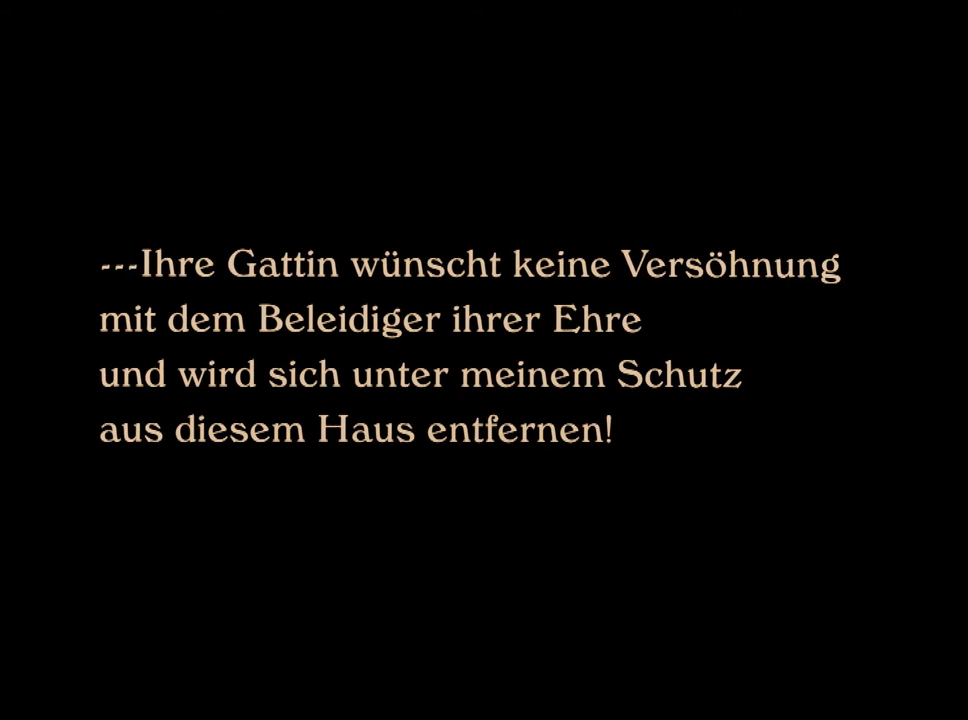 ---Ihre Gattin wünscht keine Versöhnung
mit dem Beleidiger ihrer Ehre
und wird sich unter meinem Schutz
aus diesem Haus entfernen!